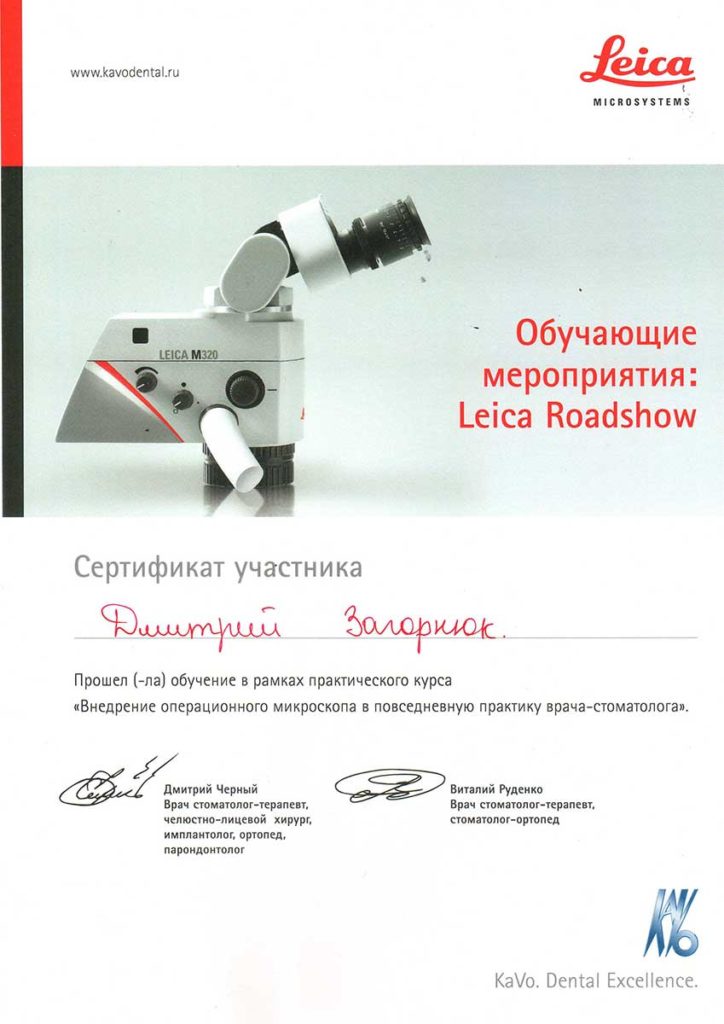 www.kavodental.ru
Leica
MICROSYSTEMS
LEICA M320
Обучающие
мероприятия:
Leica Roadshow
Сертификат участника
Дмитрий Загорнюк.
Прошел (-ла) обучение в рамках практического курса
«Внедрение операционного микроскопа в повседневную практику врача-стоматолога».
Дмитрий Черный
Врач стоматолог-терапевт,
челюстно-лицевой хирург,
имплантолог, ортопед,
парондонтолог
Виталий Руденко
Врач стоматолог-терапевт,
стоматолог-ортопед
KaVo
KaVo. Dental Excellence.